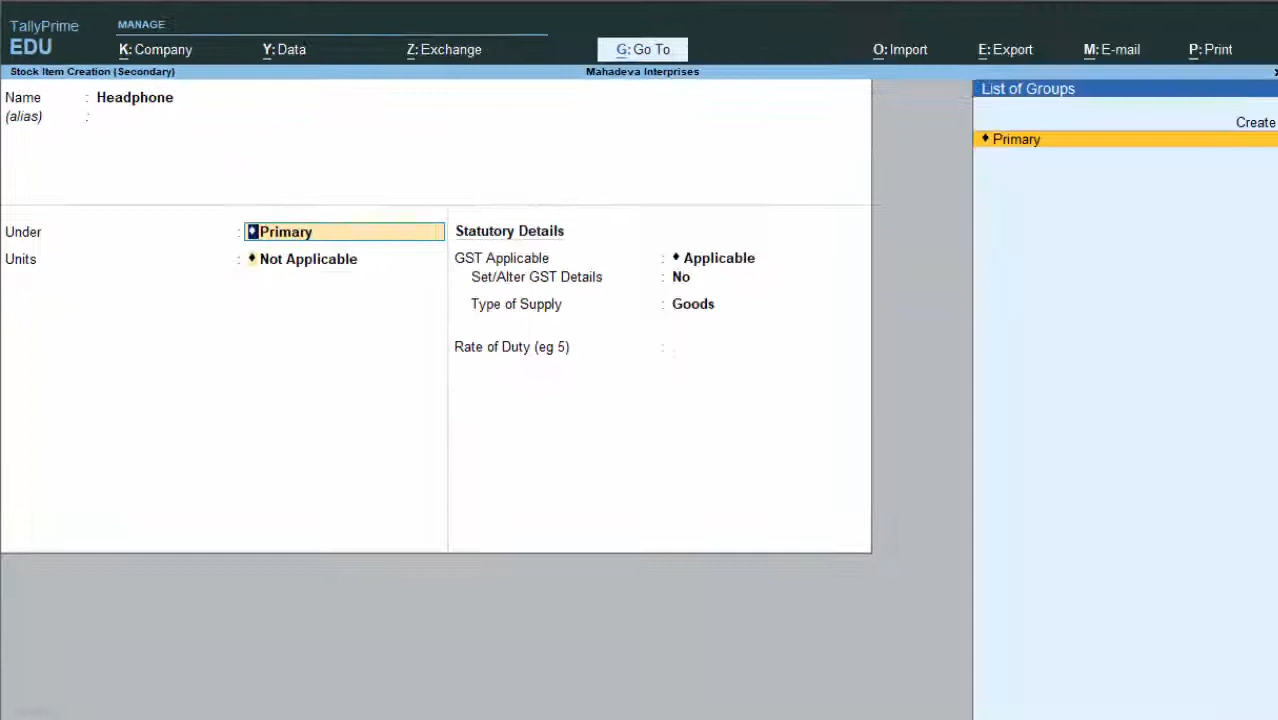 TallyPrime
MANAGE
EDU
K: Company
Y: Data
Z: Exchange
G: Go To
O: Import
E: Export
M: E-mail
P: Print
Stock Item Creation (Secondary)
Mahadeva Interprises
Name : Headphone
(alias) :
Under : ♦ Primary
Units : ♦ Not Applicable
Statutory Details
GST Applicable : ♦ Applicable
Set/Alter GST Details : No
Type of Supply : Goods
Rate of Duty (eg 5) :
List of Groups
Create
♦ Primary